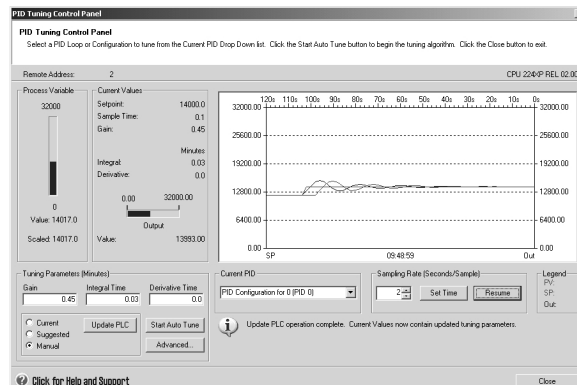 PID Tuning Control Panel
PID Tuning Control Panel
Select a PID Loop or Configuration to tune from the Current PID Drop Down list. Click the Start Auto Tune button to begin the tuning algorithm. Click the Close button to exit.
Remote Address: 2 CPU 224XP REL 02.00
Process Variable
32000
0
Value: 14017.0
Scaled: 14017.0
Current Values
Setpoint: 14000.0
Sample Time: 0.1
Gain: 0.45
Minutes
Integral: 0.03
Derivative: 0.0
0.00 32000.00
Output
Value: 13993.00
120s 110s 100s 90s 80s 70s 60s 50s 40s 30s 20s 10s 0s
32000.00 32000.00
25600.00 25600.00
19200.00 19200.00
12800.00 12800.00
6400.00 6400.00
0.00 0.00
SP 09:48:59 Out
Tuning Parameters (Minutes)
Gain Integral Time Derivative Time
0.45 0.03 0.0
Current
Suggested
Manual
Update PLC
Start Auto Tune
Advanced...
Current PID
PID Configuration for 0 (PID 0)
Sampling Rate (Seconds/Sample)
2 Set Time Resume
Legend
PV:
SP:
Out:
Update PLC operation complete. Current Values now contain updated tuning parameters.
Click for Help and Support
Close